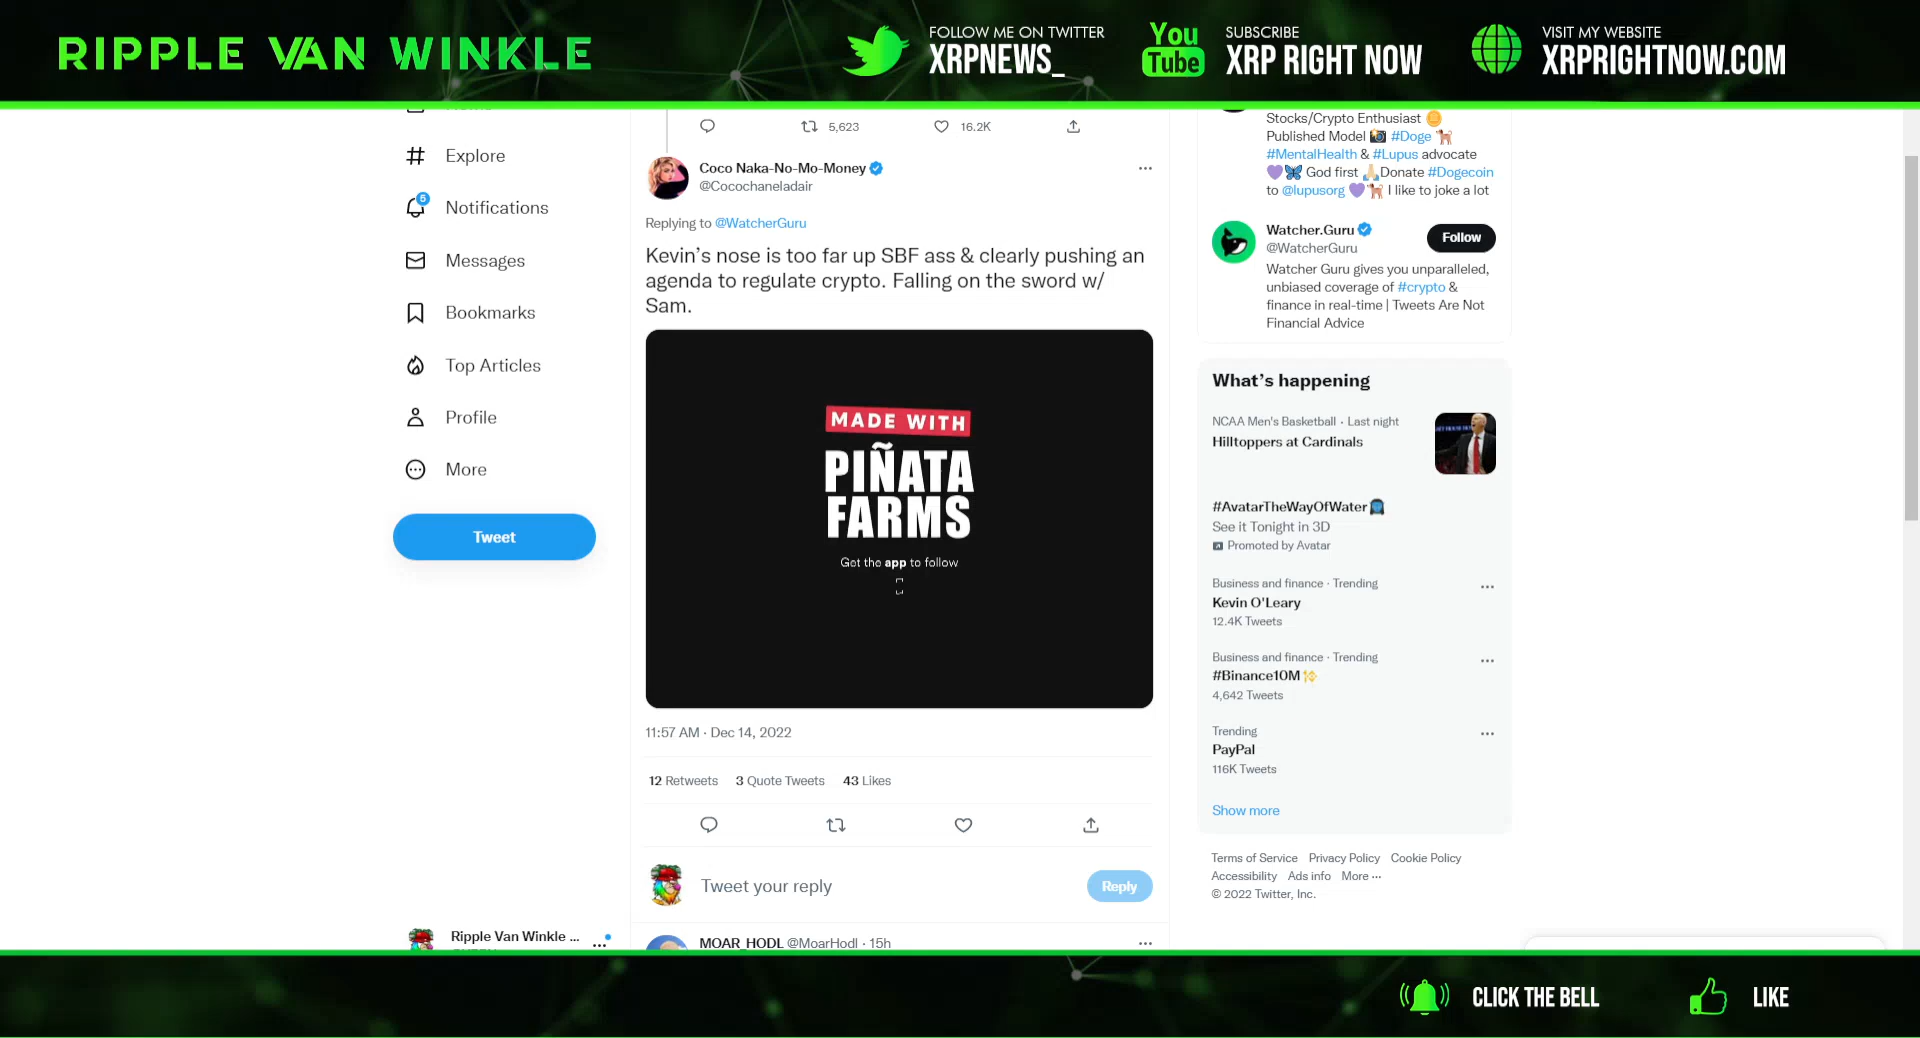 RIPPLE VAN WINKLE
FOLLOW ME ON TWITTER
XRPNEWS_
You
Tube
SUBSCRIBE
XRP RIGHT NOW
VISIT MY WEBSITE
XRPRIGHTNOW.COM
Explore
5
Notifications
Messages
Bookmarks
Top Articles
Profile
More
Tweet
Ripple Van Winkle ...
5,623
16.2K
Coco Naka-No-Mo-Money
@Cocochaneladair
Replying to @WatcherGuru
Kevin’s nose is too far up SBF ass & clearly pushing an
agenda to regulate crypto. Falling on the sword w/
Sam.
MADE WITH
PIÑATA
FARMS
Get the app to follow
11:57 AM · Dec 14, 2022
12 Retweets 3 Quote Tweets 43 Likes
Tweet your reply
Reply
MOAR_HODL @MoarHodl · 15h
Stocks/Crypto Enthusiast
Published Model #Doge
#MentalHealth & #Lupus advocate
God first Donate #Dogecoin
to @lupusorg I like to joke a lot
Watcher.Guru
@WatcherGuru
Follow
Watcher Guru gives you unparalleled,
unbiased coverage of #crypto &
finance in real-time | Tweets Are Not
Financial Advice
What’s happening
NCAA Men's Basketball · Last night
Hilltoppers at Cardinals
#AvatarTheWayOfWater
See it Tonight in 3D
Promoted by Avatar
Business and finance · Trending
Kevin O'Leary
12.4K Tweets
Business and finance · Trending
#Binance10M
4,642 Tweets
Trending
PayPal
116K Tweets
Show more
Terms of Service Privacy Policy Cookie Policy
Accessibility Ads info More ···
© 2022 Twitter, Inc.
CLICK THE BELL
LIKE